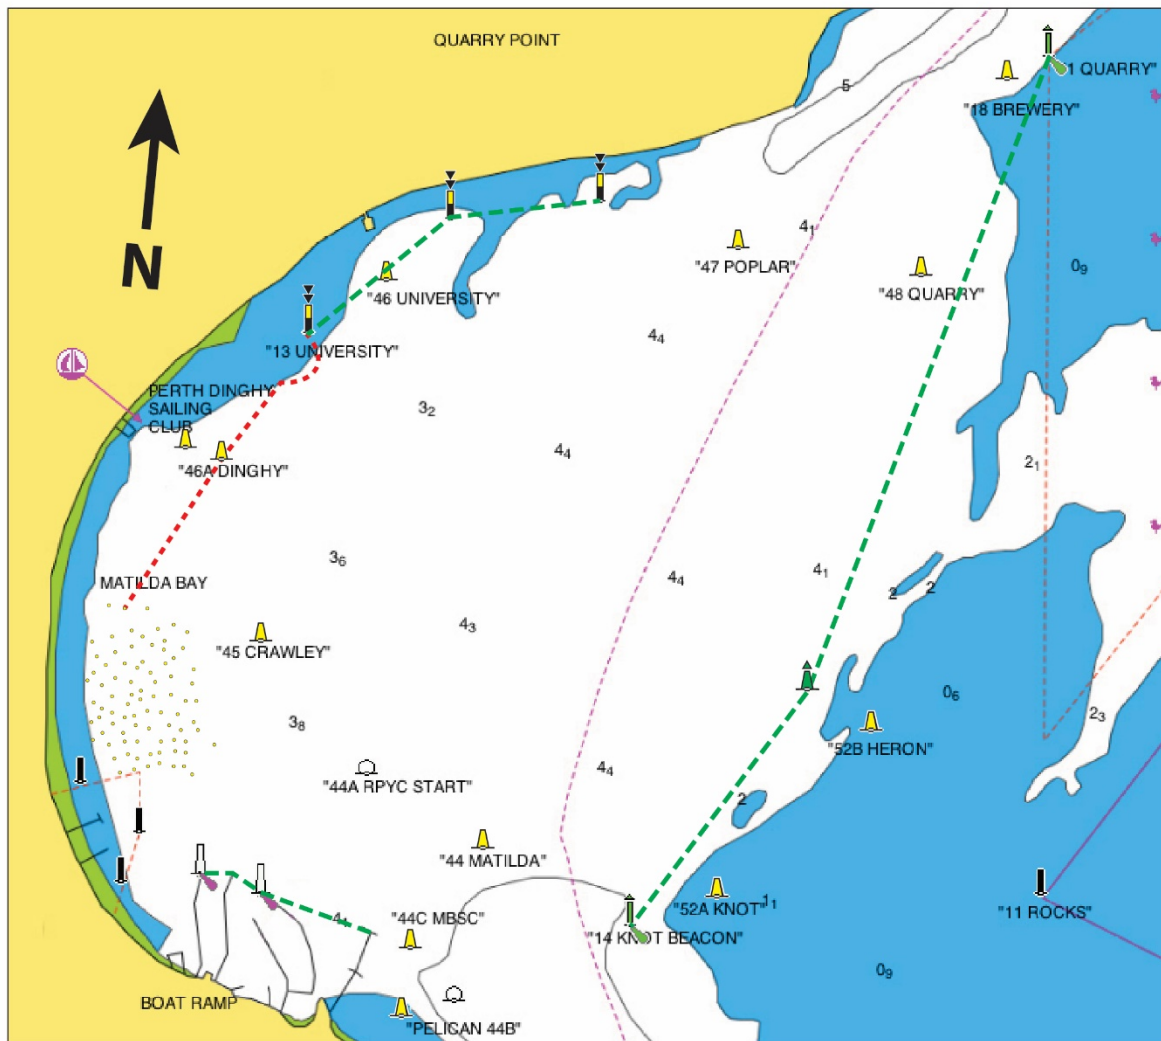 QUARRY POINT
1 QUARRY"
"18 BREWERY"
5
N
4₁
"47 POPLAR"
"48 QUARRY"
0₉
"46 UNIVERSITY"
4₄
"13 UNIVERSITY"
PERTH DINGHY
SAILING
CLUB
3₂
4₄
2₁
"46A DINGHY"
3₆
4₄
4₁
MATILDA BAY
2
2
4₃
"45 CRAWLEY"
0₆
3₈
2₃
"52B HERON"
4₄
"44A RPYC START"
2
"44 MATILDA"
"44C MBSC"
4₁
"52A KNOT"
1₁
"11 ROCKS"
"14 KNOT BEACON"
0₉
BOAT RAMP
"PELICAN 44B"